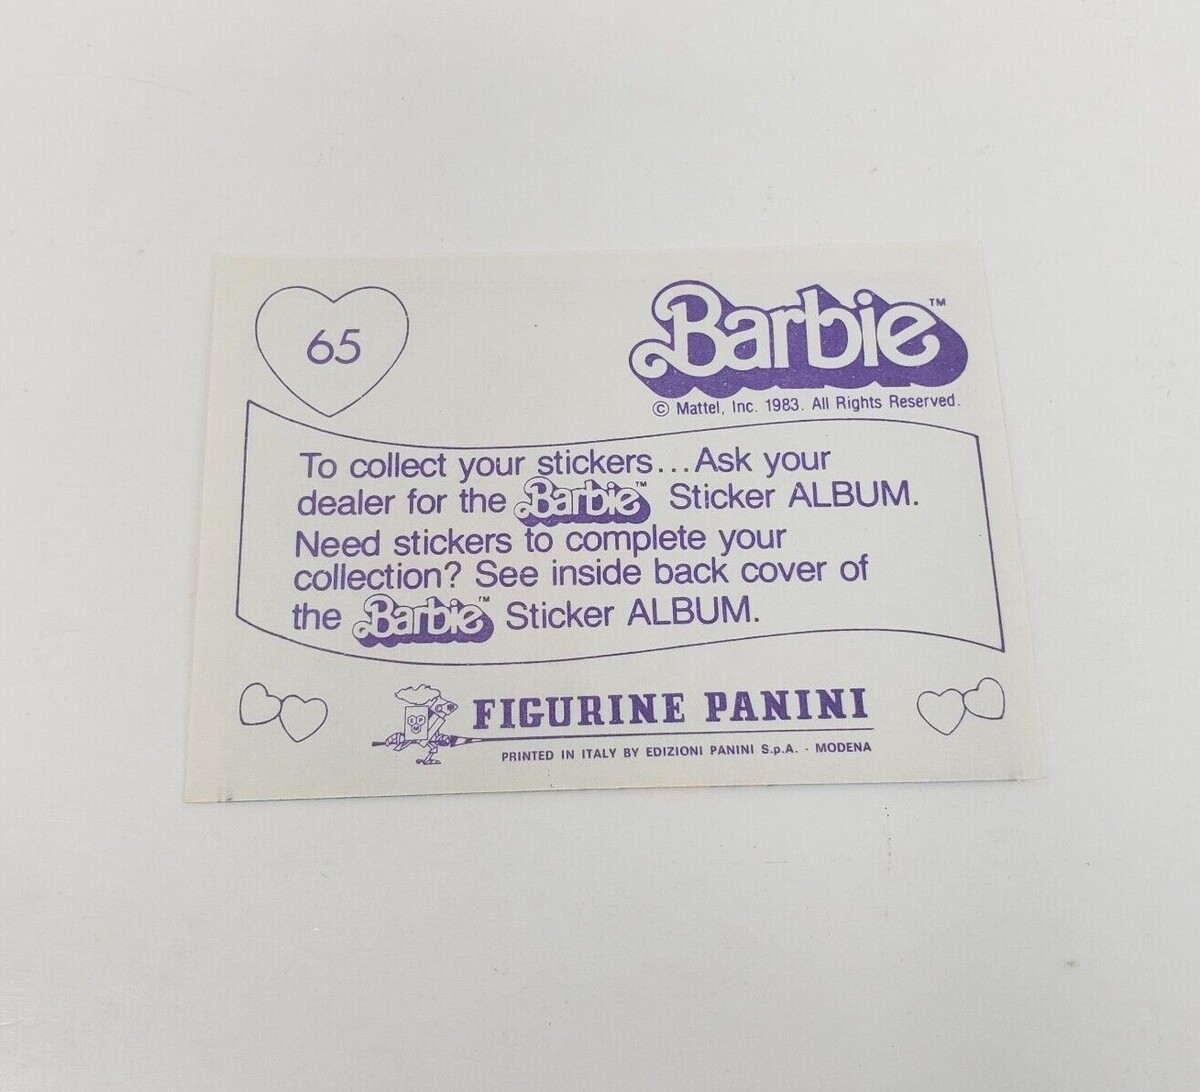 65
Barbie™
© Mattel, Inc. 1983. All Rights Reserved.
To collect your stickers...Ask your
dealer for the Barbie™ Sticker ALBUM.
Need stickers to complete your
collection? See inside back cover of
the Barbie™ Sticker ALBUM.
FIGURINE PANINI
PRINTED IN ITALY BY EDIZIONI PANINI S.p.A. - MODENA